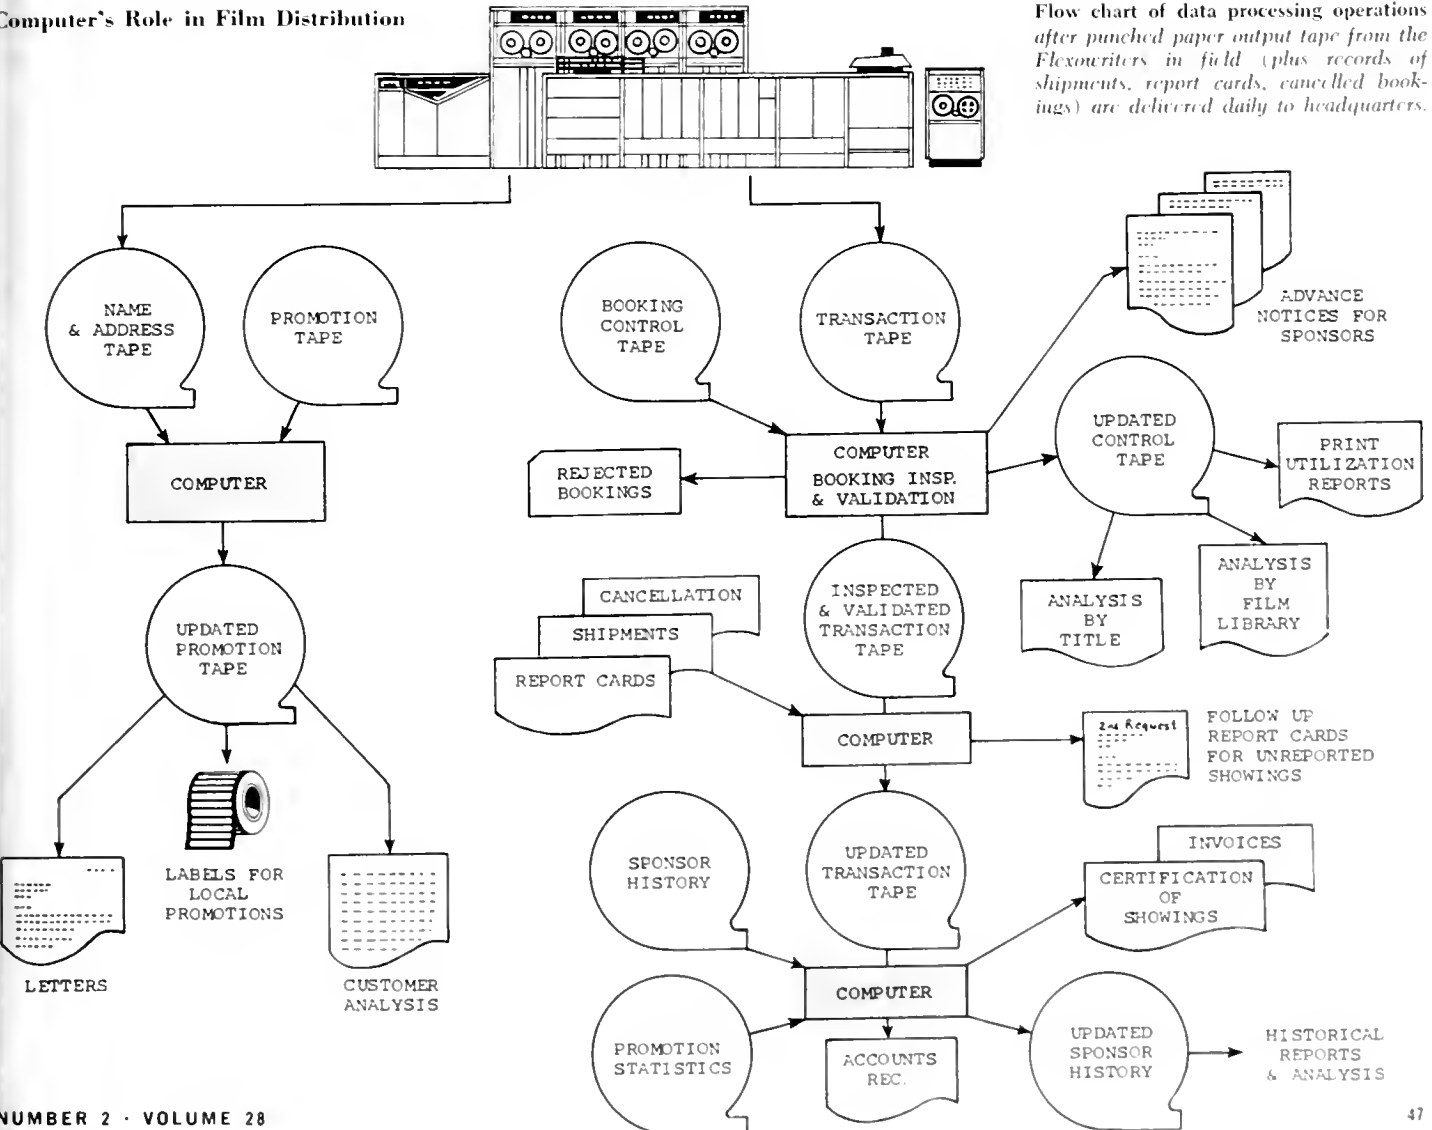 Computer's Role in Film Distribution
Flow chart of data processing operations
after punched paper output tape from the
Flexowriters in field (plus records of
shipments, report cards, cancelled book-
ings) are delivered daily to headquarters.
NAME
& ADDRESS
TAPE
PROMOTION
TAPE
BOOKING
CONTROL
TAPE
TRANSACTION
TAPE
ADVANCE
NOTICES FOR
SPONSORS
COMPUTER
REJECTED
BOOKINGS
COMPUTER
BOOKING INSP.
& VALIDATION
UPDATED
CONTROL
TAPE
PRINT
UTILIZATION
REPORTS
ANALYSIS
BY
TITLE
ANALYSIS
BY
FILM
LIBRARY
UPDATED
PROMOTION
TAPE
CANCELLATION
SHIPMENTS
REPORT CARDS
INSPECTED
& VALIDATED
TRANSACTION
TAPE
COMPUTER
2nd Request
FOLLOW UP
REPORT CARDS
FOR UNREPORTED
SHOWINGS
LETTERS
LABELS FOR
LOCAL
PROMOTIONS
CUSTOMER
ANALYSIS
SPONSOR
HISTORY
UPDATED
TRANSACTION
TAPE
INVOICES
CERTIFICATION
OF
SHOWINGS
COMPUTER
PROMOTION
STATISTICS
ACCOUNTS
REC.
UPDATED
SPONSOR
HISTORY
HISTORICAL
REPORTS
& ANALYSIS
NUMBER 2 · VOLUME 28
47